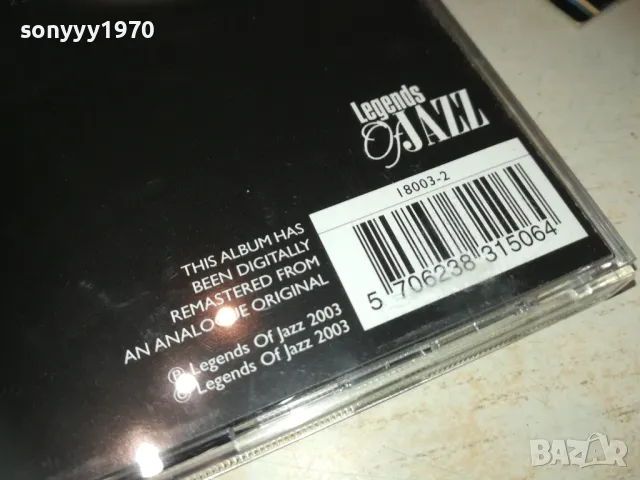 sonyyy1970
Legends
Of JAZZ
18003-2
5 706238 315064
THIS ALBUM HAS
BEEN DIGITALLY
REMASTERED FROM
AN ANALOGUE ORIGINAL
℗ Legends Of Jazz 2003
© Legends Of Jazz 2003
BAZAR